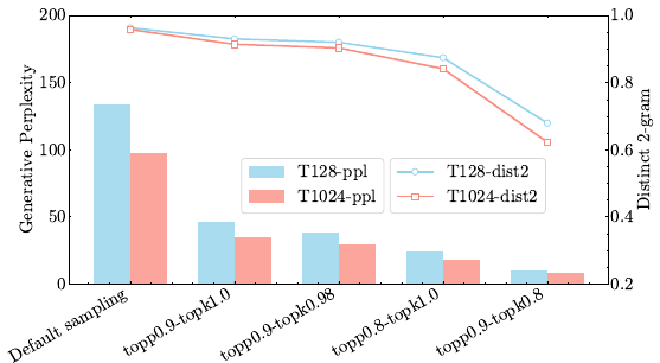 200
150
100
50
0
Generative Perplexity
1.0
0.8
0.6
0.4
0.2
Distinct 2-gram
T128-ppl
T1024-ppl
T128-dist2
T1024-dist2
Default sampling
topp0.9-topk1.0
topp0.9-topk0.98
topp0.8-topk1.0
topp0.9-topk0.8